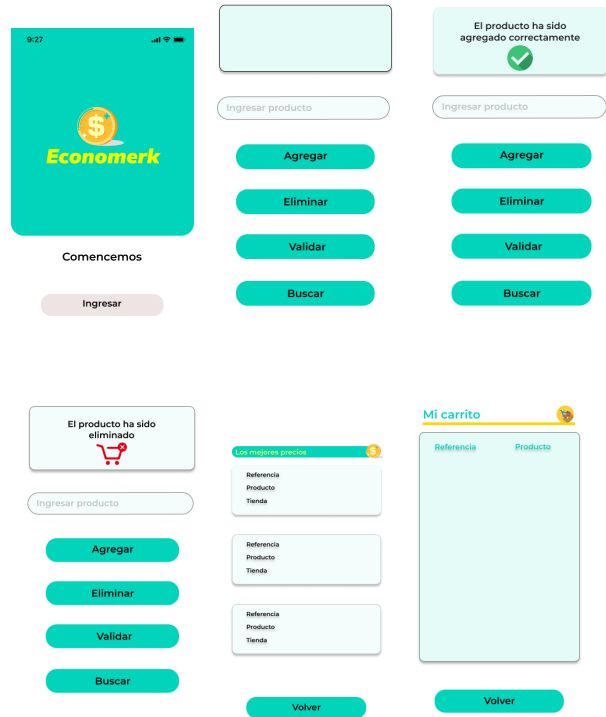 9:27
Economerk
Comencemos
Ingresar
Ingresar producto
Agregar
Eliminar
Validar
Buscar
El producto ha sido
agregado correctamente
Ingresar producto
Agregar
Eliminar
Validar
Buscar
El producto ha sido
eliminado
Ingresar producto
Agregar
Eliminar
Validar
Buscar
Los mejores precios
Referencia
Producto
Tienda
Referencia
Producto
Tienda
Referencia
Producto
Tienda
Volver
Mi carrito
Referencia Producto
Volver